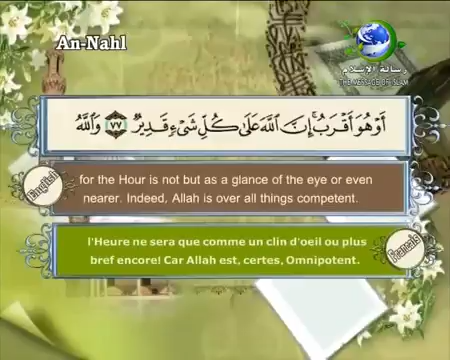 An-Nahl
رسالة الإسلام
THE MESSAGE OF ISLAM
أَوْ هُوَ أَقْرَبُ ۚ إِنَّ اللَّهَ عَلَىٰ كُلِّ شَيْءٍ قَدِيرٌ ﴿٧٧﴾ وَاللَّهُ
English
for the Hour is not but as a glance of the eye or even
nearer. Indeed, Allah is over all things competent.
l'Heure ne sera que comme un clin d'oeil ou plus
bref encore! Car Allah est, certes, Omnipotent.
Français